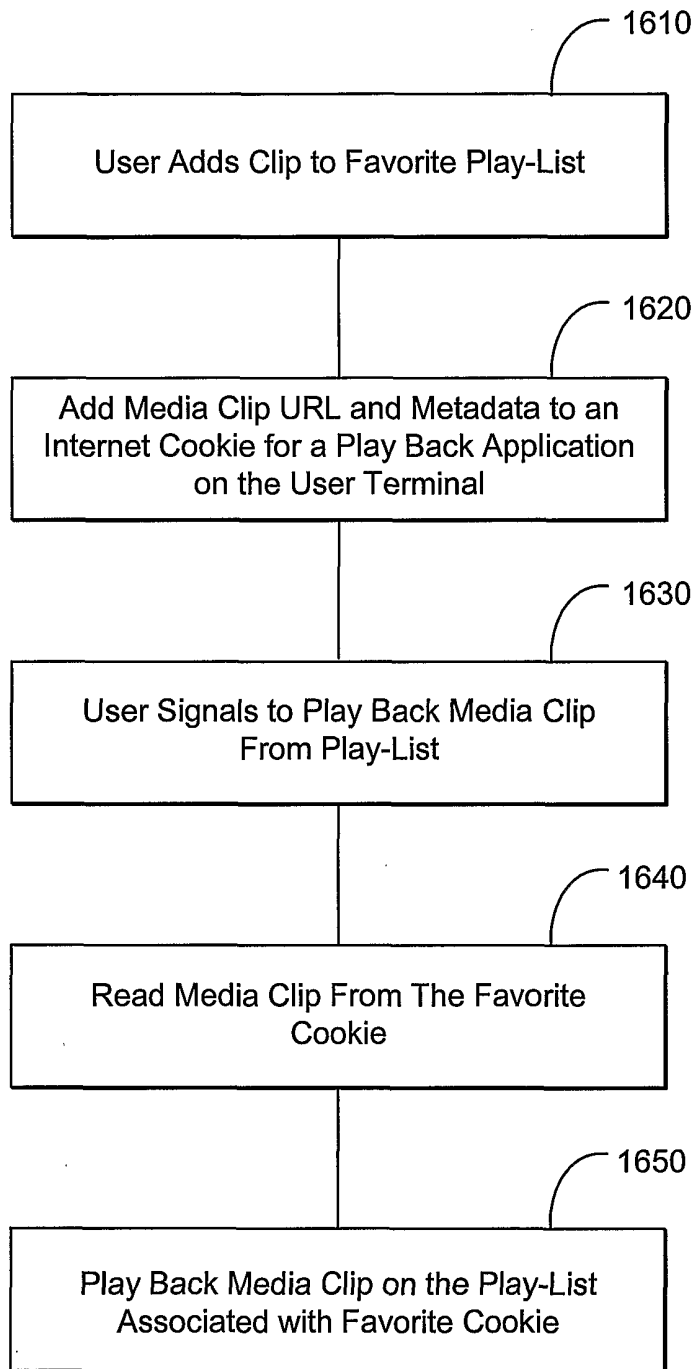 1610
User Adds Clip to Favorite Play-List
1620
Add Media Clip URL and Metadata to an
Internet Cookie for a Play Back Application
on the User Terminal
1630
User Signals to Play Back Media Clip
From Play-List
1640
Read Media Clip From The Favorite
Cookie
1650
Play Back Media Clip on the Play-List
Associated with Favorite Cookie